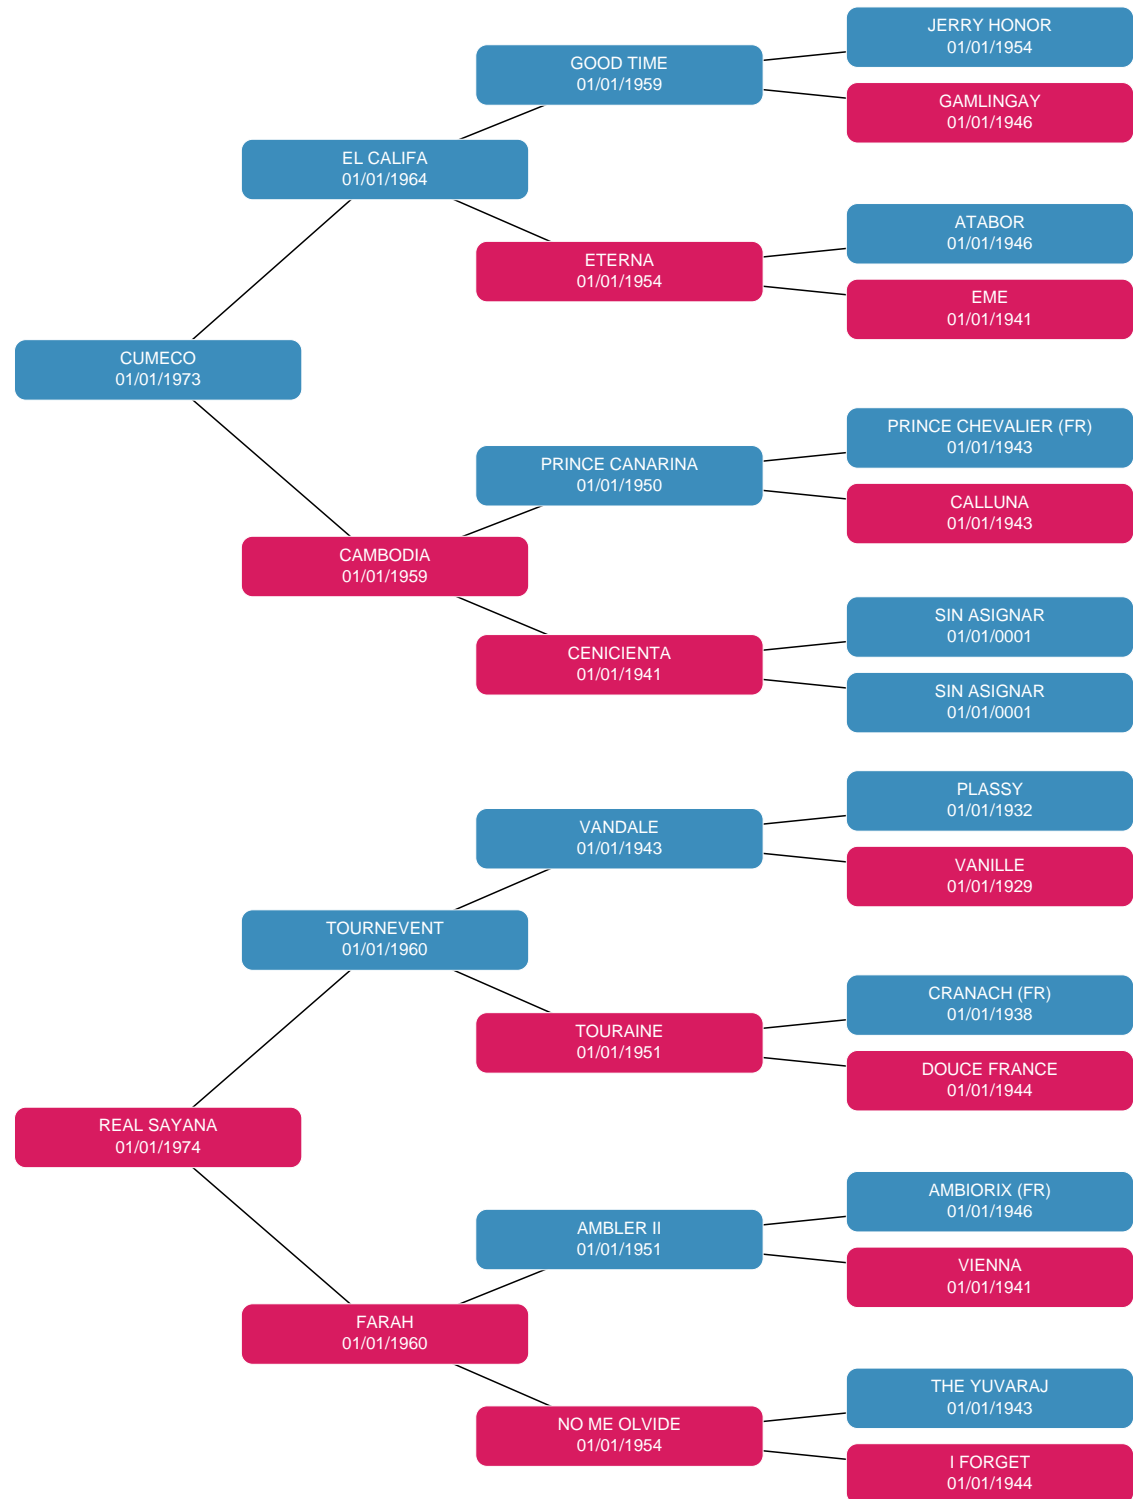 JERRY HONOR
01/01/1954
GOOD TIME
01/01/1959
GAMLINGAY
01/01/1946
EL CALIFA
01/01/1964
ATABOR
01/01/1946
ETERNA
01/01/1954
EME
01/01/1941
CUMECO
01/01/1973
PRINCE CHEVALIER (FR)
01/01/1943
PRINCE CANARINA
01/01/1950
CALLUNA
01/01/1943
CAMBODIA
01/01/1959
SIN ASIGNAR
01/01/0001
CENICIENTA
01/01/1941
SIN ASIGNAR
01/01/0001
PLASSY
01/01/1932
VANDALE
01/01/1943
VANILLE
01/01/1929
TOURNEVENT
01/01/1960
CRANACH (FR)
01/01/1938
TOURAINE
01/01/1951
DOUCE FRANCE
01/01/1944
REAL SAYANA
01/01/1974
AMBIORIX (FR)
01/01/1946
AMBLER II
01/01/1951
VIENNA
01/01/1941
FARAH
01/01/1960
THE YUVARAJ
01/01/1943
NO ME OLVIDE
01/01/1954
I FORGET
01/01/1944